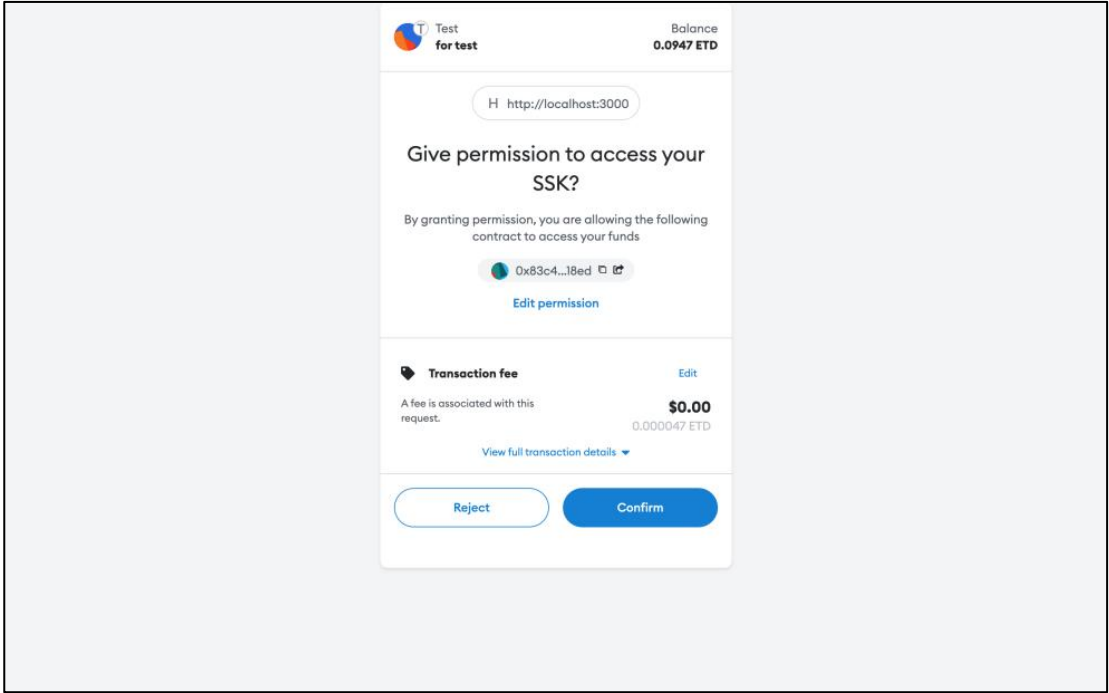 T Test
for test
Balance
0.0947 ETD
H http://localhost:3000
Give permission to access your
SSK?
By granting permission, you are allowing the following
contract to access your funds
0x83c4...18ed
Edit permission
Transaction fee
Edit
A fee is associated with this
request.
$0.00
0.000047 ETD
View full transaction details
Reject
Confirm